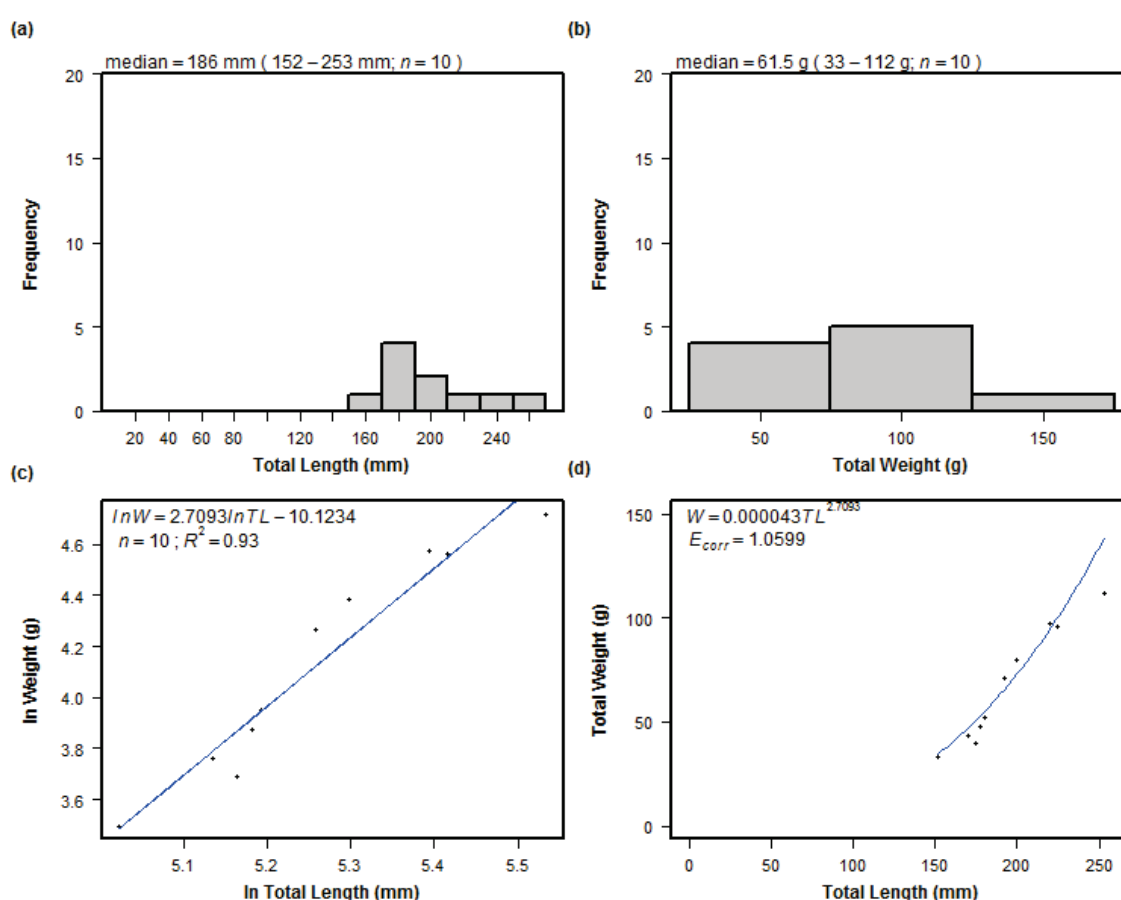 (a)
median = 186 mm ( 152 – 253 mm; n = 10 )
20
15
10
5
0
Frequency
20 40 60 80 120 160 200 240
Total Length (mm)
(b)
median = 61.5 g ( 33 – 112 g; n = 10 )
20
15
10
5
0
Frequency
50 100 150
Total Weight (g)
(c)
lnW = 2.7093lnTL – 10.1234
n = 10 ; R² = 0.93
4.6
4.4
4.2
4.0
3.8
3.6
ln Weight (g)
5.1 5.2 5.3 5.4 5.5
ln Total Length (mm)
(d)
W = 0.000043TL^2.7093
E_corr = 1.0599
150
100
50
0
Total Weight (g)
0 50 100 150 200 250
Total Length (mm)